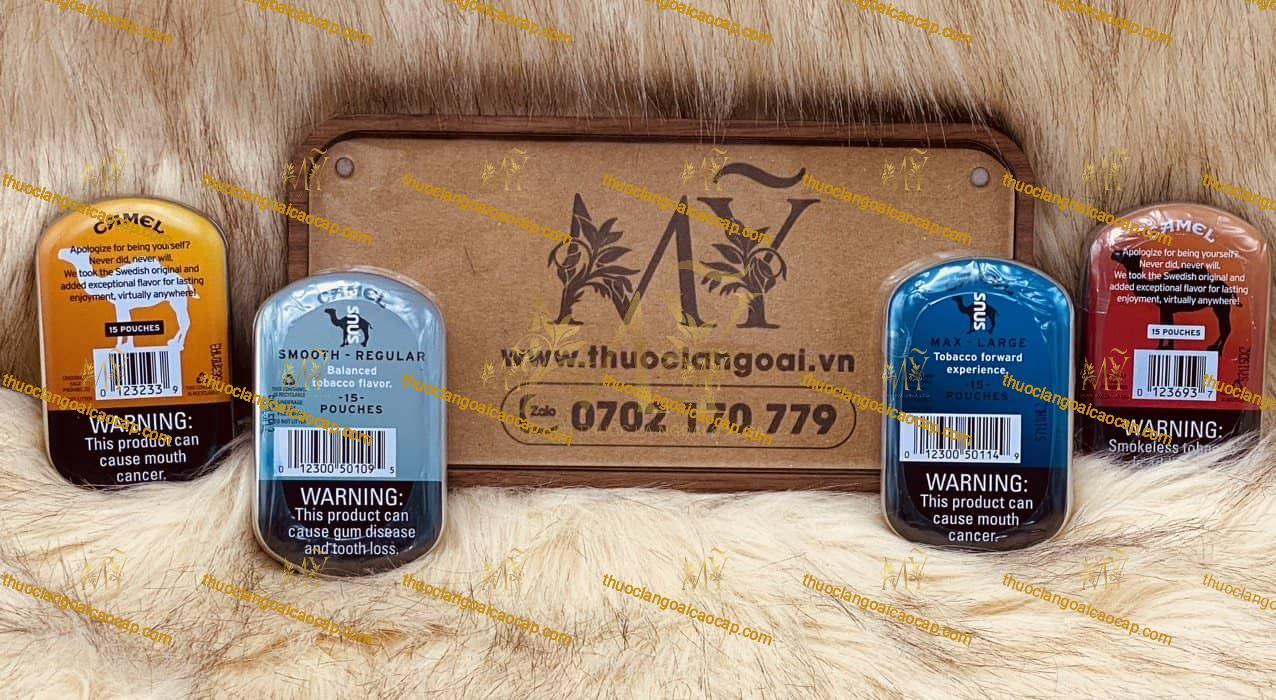 CAMEL
Apologize for being yourself?
Never did, never will.
We took the Swedish original and
added exceptional flavor for lasting
enjoyment, virtually anywhere!
15 POUCHES
0 123233 9
WARNING:
This product can
cause mouth
cancer.
CAMEL
SNUS
SMOOTH - REGULAR
Balanced
tobacco flavor.
-15-
POUCHES
0 12300 50109 5
WARNING:
This product can
cause gum disease
and tooth loss.
MỸ
www.thuoclangoai.vn
Zalo
0702 170 779
SNUS
MAX - LARGE
Tobacco forward
experience.
-15-
POUCHES
0 12300 50114 9
WARNING:
This product can
cause mouth
cancer.
CAMEL
Apologize for being yourself?
Never did, never will.
We took the Swedish original and
added exceptional flavor for lasting
enjoyment, virtually anywhere!
15 POUCHES
0 123693 7
WARNING:
Smokeless
thuoclangoaicaocap.com